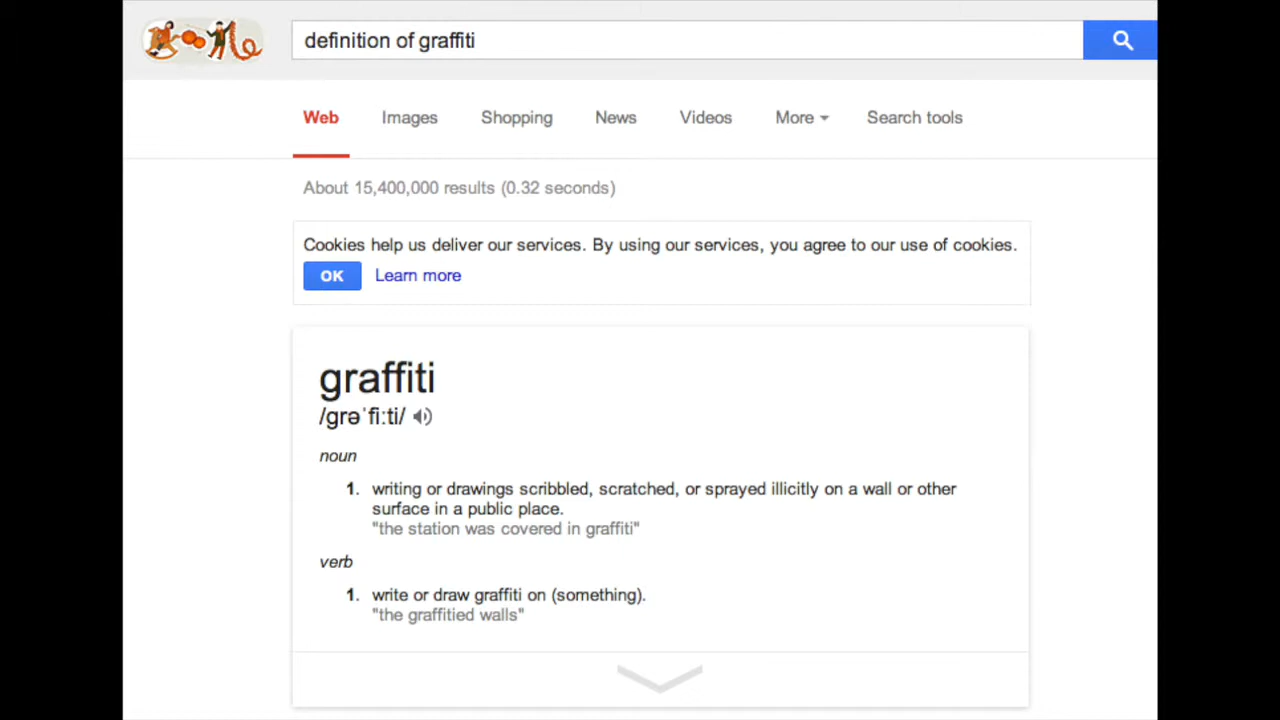 definition of graffiti
Web Images Shopping News Videos More Search tools
About 15,400,000 results (0.32 seconds)
Cookies help us deliver our services. By using our services, you agree to our use of cookies.
OK Learn more
graffiti
/ɡrəˈfiːti/
noun
1. writing or drawings scribbled, scratched, or sprayed illicitly on a wall or other
surface in a public place.
"the station was covered in graffiti"
verb
1. write or draw graffiti on (something).
"the graffitied walls"